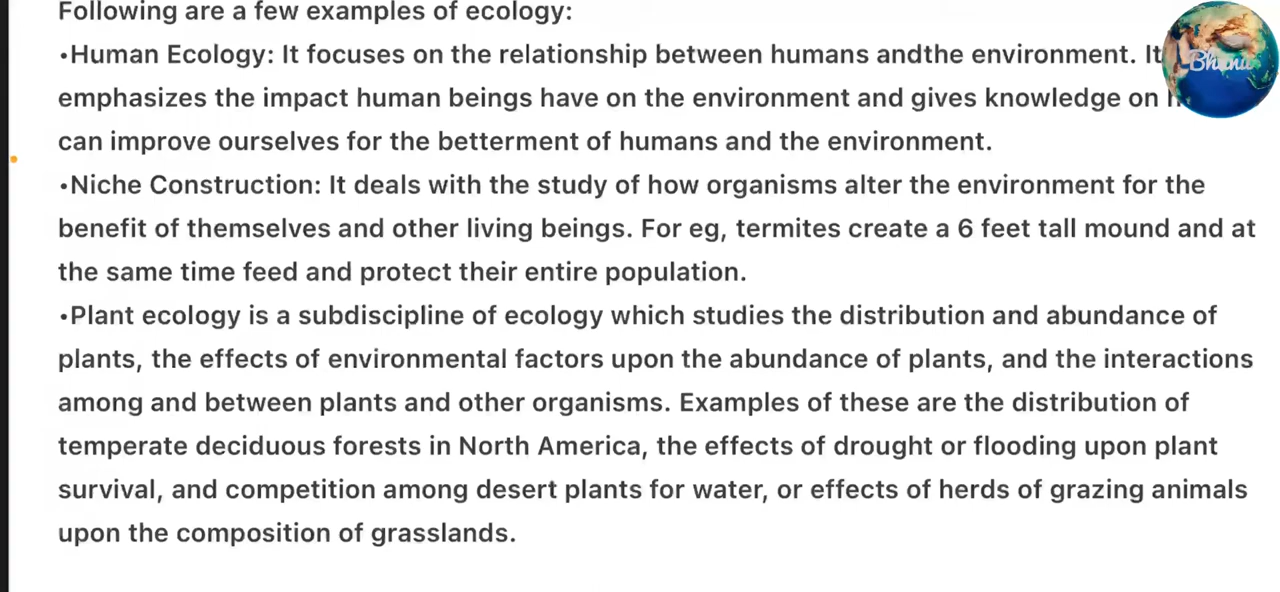 Following are a few examples of ecology:
•Human Ecology: It focuses on the relationship between humans andthe environment. It
Bhanu
emphasizes the impact human beings have on the environment and gives knowledge on
can improve ourselves for the betterment of humans and the environment.
•Niche Construction: It deals with the study of how organisms alter the environment for the
benefit of themselves and other living beings. For eg, termites create a 6 feet tall mound and at
the same time feed and protect their entire population.
•Plant ecology is a subdiscipline of ecology which studies the distribution and abundance of
plants, the effects of environmental factors upon the abundance of plants, and the interactions
among and between plants and other organisms. Examples of these are the distribution of
temperate deciduous forests in North America, the effects of drought or flooding upon plant
survival, and competition among desert plants for water, or effects of herds of grazing animals
upon the composition of grasslands.